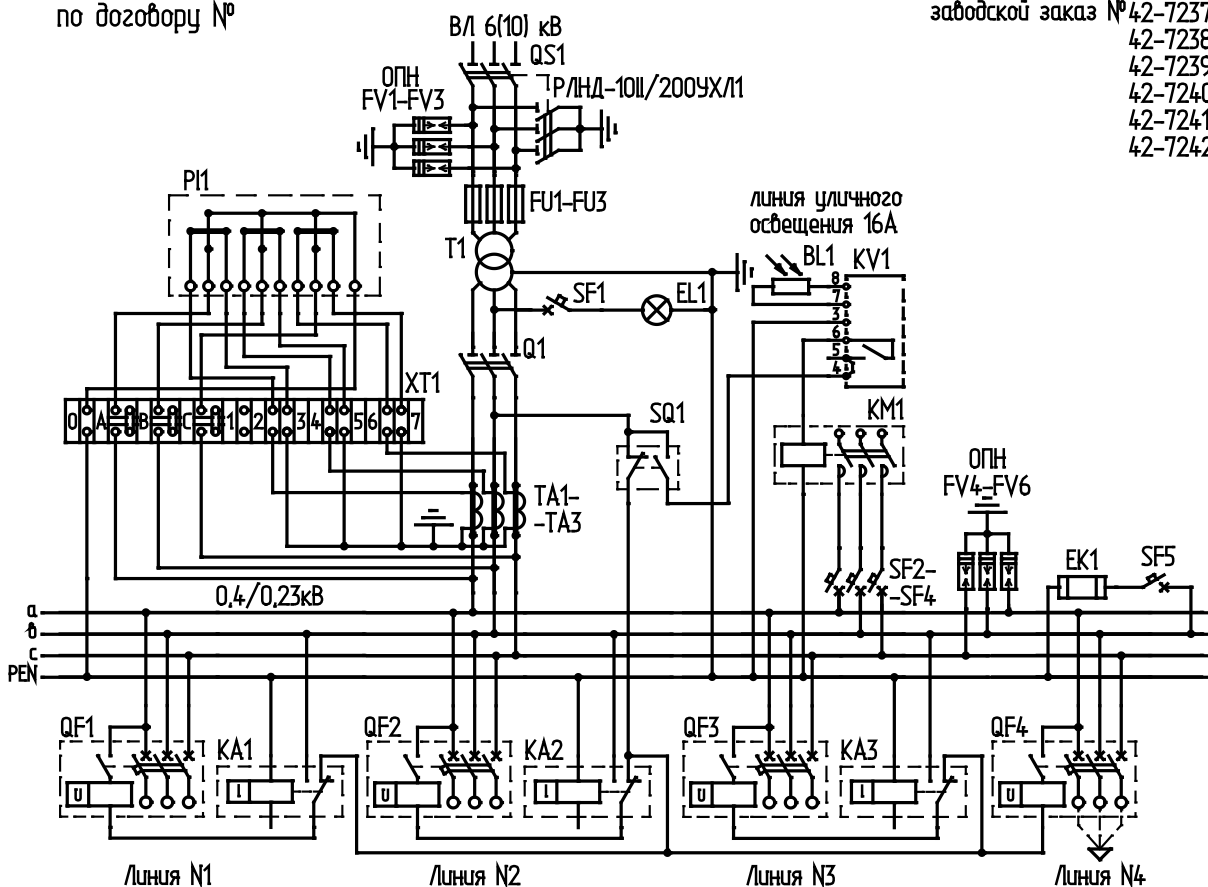 по договору №
заводской заказ № 42-7237
42-7238
42-7239
42-7240
42-7241
42-7242
ВЛ 6(10) кВ
QS1
РЛНД-10II/200УХЛ1
ОПН
FV1-FV3
PI1
FU1-FU3
T1
линия уличного
освещения 16А
BL1
KV1
8
7
3
6
5
4
SF1
EL1
Q1
XT1
0 A B C 1 2 3 4 5 6 7
SQ1
KM1
ОПН
FV4-FV6
TA1-
-TA3
SF2-
-SF4
EK1
SF5
0,4/0,23кВ
а
в
с
PEN
QF1
KA1
QF2
KA2
QF3
KA3
QF4
U
I
U
I
U
I
U
Линия N1
Линия N2
Линия N3
Линия N4